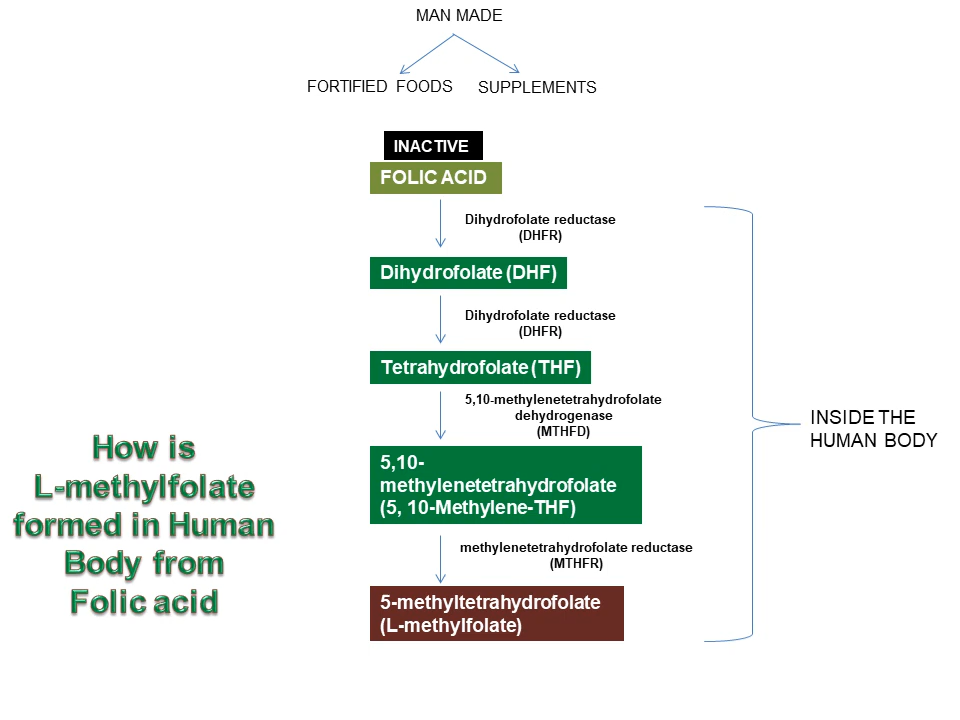 MAN MADE
FORTIFIED FOODS
SUPPLEMENTS
INACTIVE
FOLIC ACID
Dihydrofolate reductase
(DHFR)
Dihydrofolate (DHF)
Dihydrofolate reductase
(DHFR)
Tetrahydrofolate (THF)
5,10-methylenetetrahydrofolate
dehydrogenase
(MTHFD)
5,10-
methylenetetrahydrofolate
(5, 10-Methylene-THF)
methylenetetrahydrofolate reductase
(MTHFR)
5-methyltetrahydrofolate
(L-methylfolate)
INSIDE THE
HUMAN BODY
How is
L-methylfolate
formed in Human
Body from
Folic acid